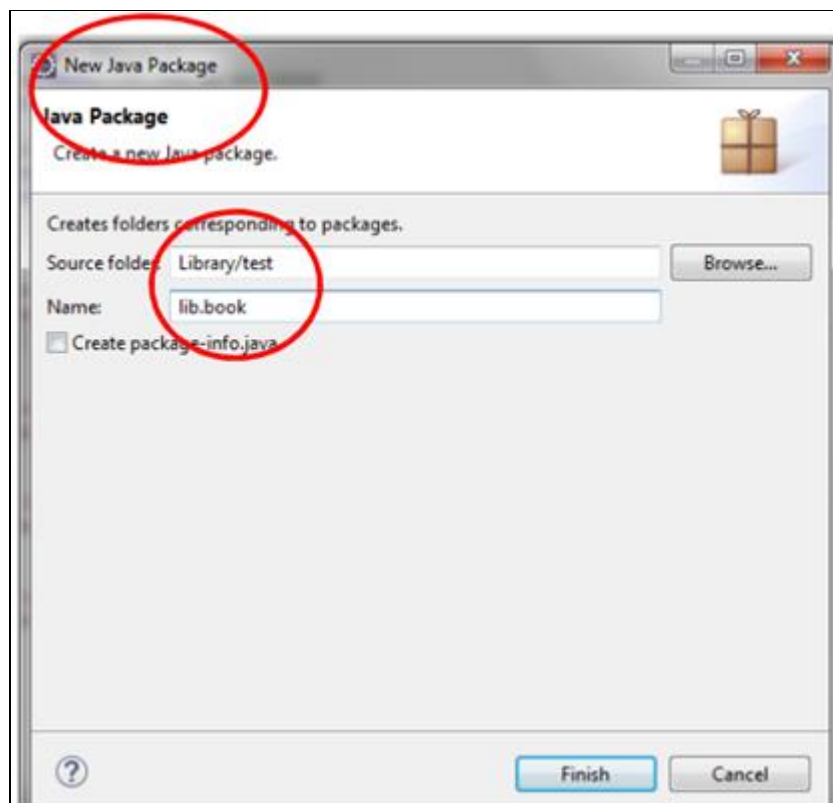 New Java Package
Java Package
Create a new Java package.
Creates folders corresponding to packages.
Source folder: Library/test
Browse...
Name: lib.book
Create package-info.java
?
Finish
Cancel